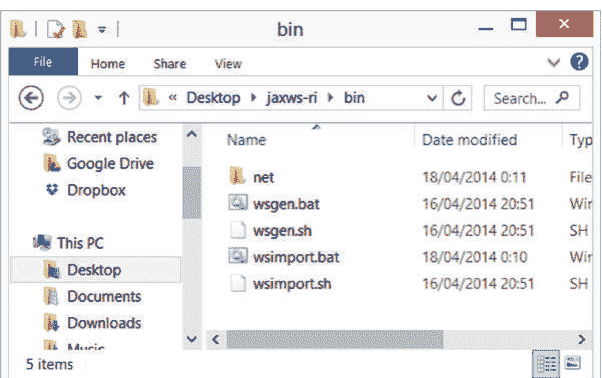 bin
File Home Share View
« Desktop jaxws-ri bin Search...
Recent places
Google Drive
Dropbox
This PC
Desktop
Documents
Downloads
Music
Name Date modified Typ
net 18/04/2014 0:11 File
wsgen.bat 16/04/2014 20:51 Wir
wsgen.sh 16/04/2014 20:51 SH
wsimport.bat 18/04/2014 0:10 Wir
wsimport.sh 16/04/2014 20:51 SH
5 items